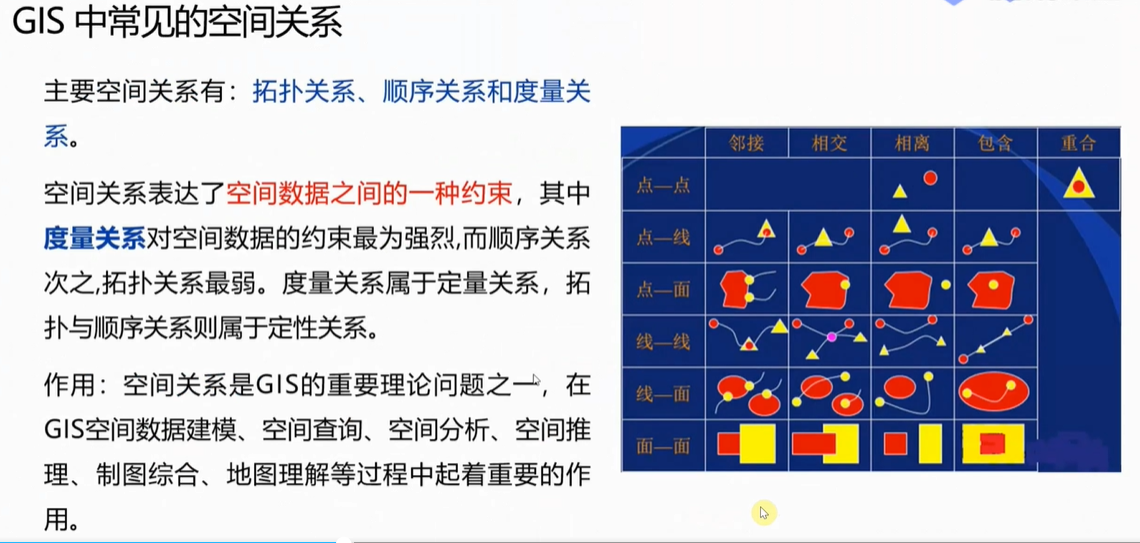 GIS 中常见的空间关系
主要空间关系有：拓扑关系、顺序关系和度量关
系。
空间关系表达了空间数据之间的一种约束，其中
度量关系对空间数据的约束最为强烈,而顺序关系
次之,拓扑关系最弱。度量关系属于定量关系，拓
扑与顺序关系则属于定性关系。
作用：空间关系是GIS的重要理论问题之一，在
GIS空间数据建模、空间查询、空间分析、空间推
理、制图综合、地图理解等过程中起着重要的作
用。
邻接 相交 相离 包含 重合
点—点
点—线
点—面
线—线
线—面
面—面